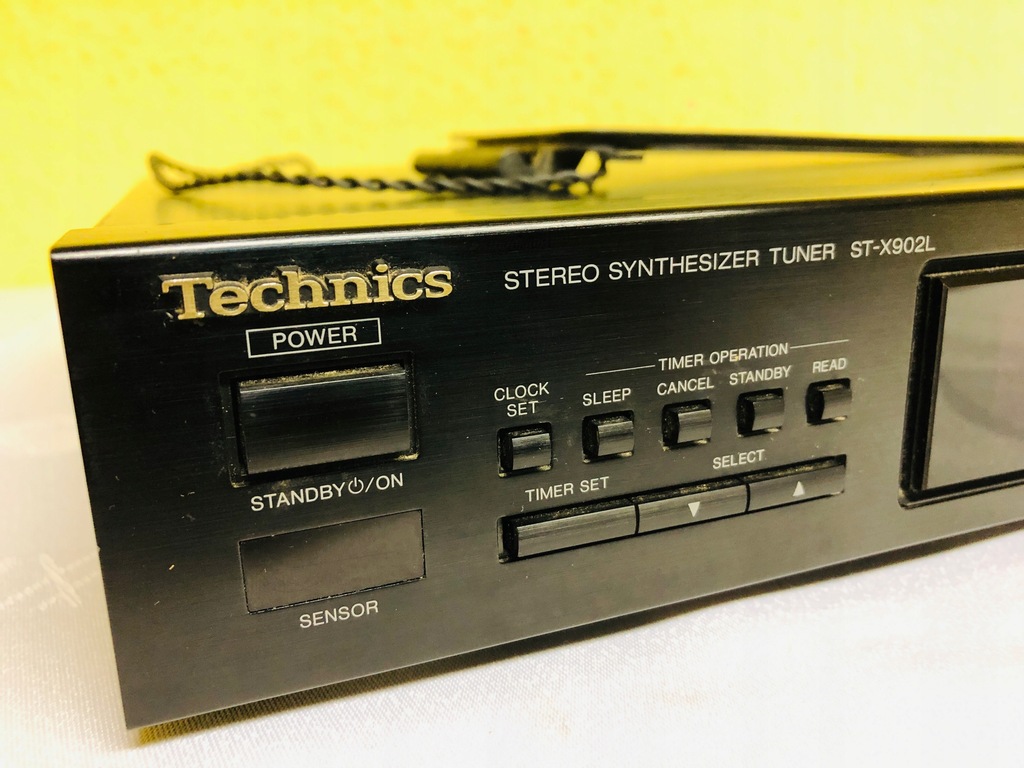 Technics
STEREO SYNTHESIZER TUNER ST-X902L
POWER
STANDBY⏻/ON
SENSOR
TIMER OPERATION
CLOCK SET
SLEEP
CANCEL
STANDBY
READ
TIMER SET
SELECT
▼
▲